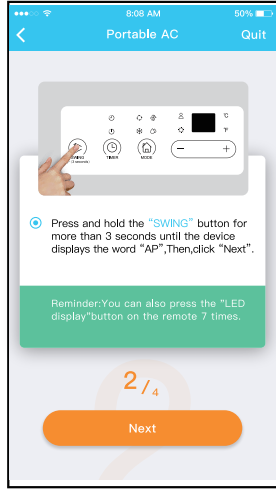 8:08 AM
50%
Portable AC
Quit
°C
°F
SWING
(3 seconds)
TIMER
MODE
− +
Press and hold the “SWING” button for
more than 3 seconds until the device
displays the word “AP”,Then,click “Next”.
Reminder:You can also press the “LED
display”button on the remote 7 times.
2/4
Next